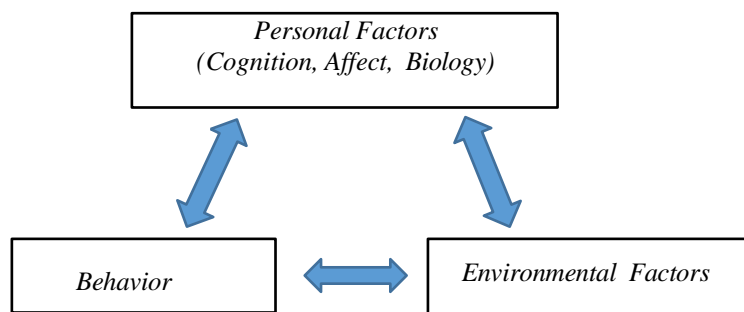 Personal Factors
(Cognition, Affect, Biology)
Behavior
Environmental Factors